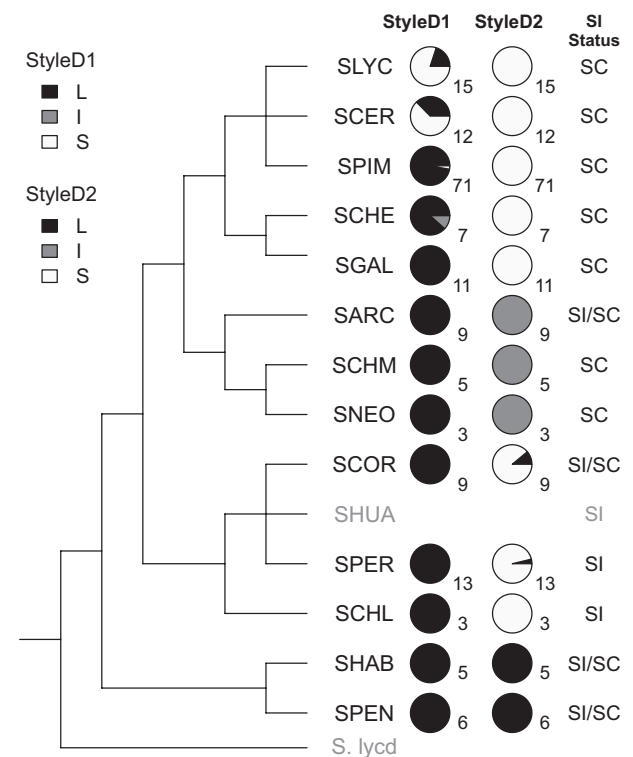 StyleD1 StyleD2 SI
Status
StyleD1
L
I
S
StyleD2
L
I
S
SLYC 15 15 SC
SCER 12 12 SC
SPIM 71 71 SC
SCHE 7 7 SC
SGAL 11 11 SC
SARC 9 9 SI/SC
SCHM 5 5 SC
SNEO 3 3 SC
SCOR 9 9 SI/SC
SHUA SI
SPER 13 13 SI
SCHL 3 3 SI
SHAB 5 5 SI/SC
SPEN 6 6 SI/SC
S. lycd